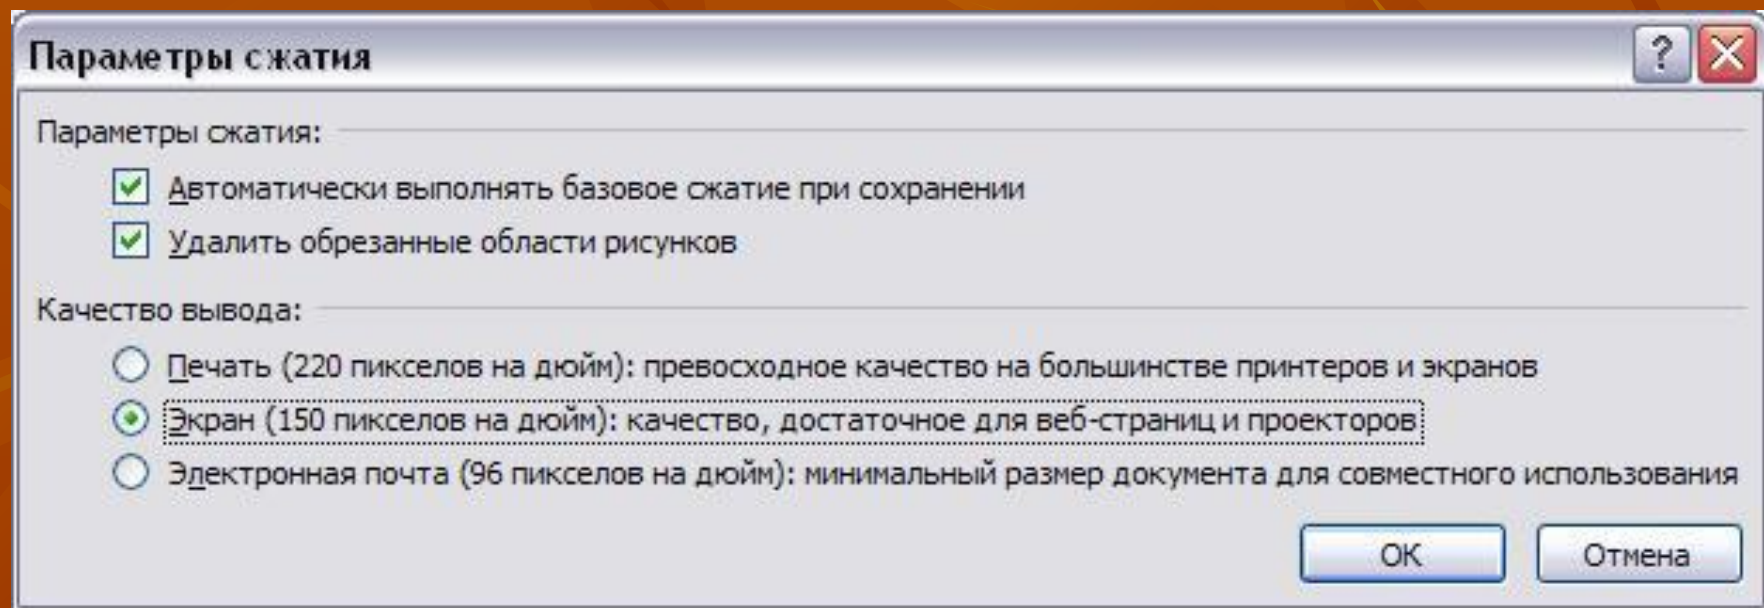 Параметры сжатия
?
Параметры сжатия:
Автоматически выполнять базовое сжатие при сохранении
Удалить обрезанные области рисунков
Качество вывода:
Печать (220 пикселов на дюйм): превосходное качество на большинстве принтеров и экранов
Экран (150 пикселов на дюйм): качество, достаточное для веб-страниц и проекторов
Электронная почта (96 пикселов на дюйм): минимальный размер документа для совместного использования
ОК Отмена